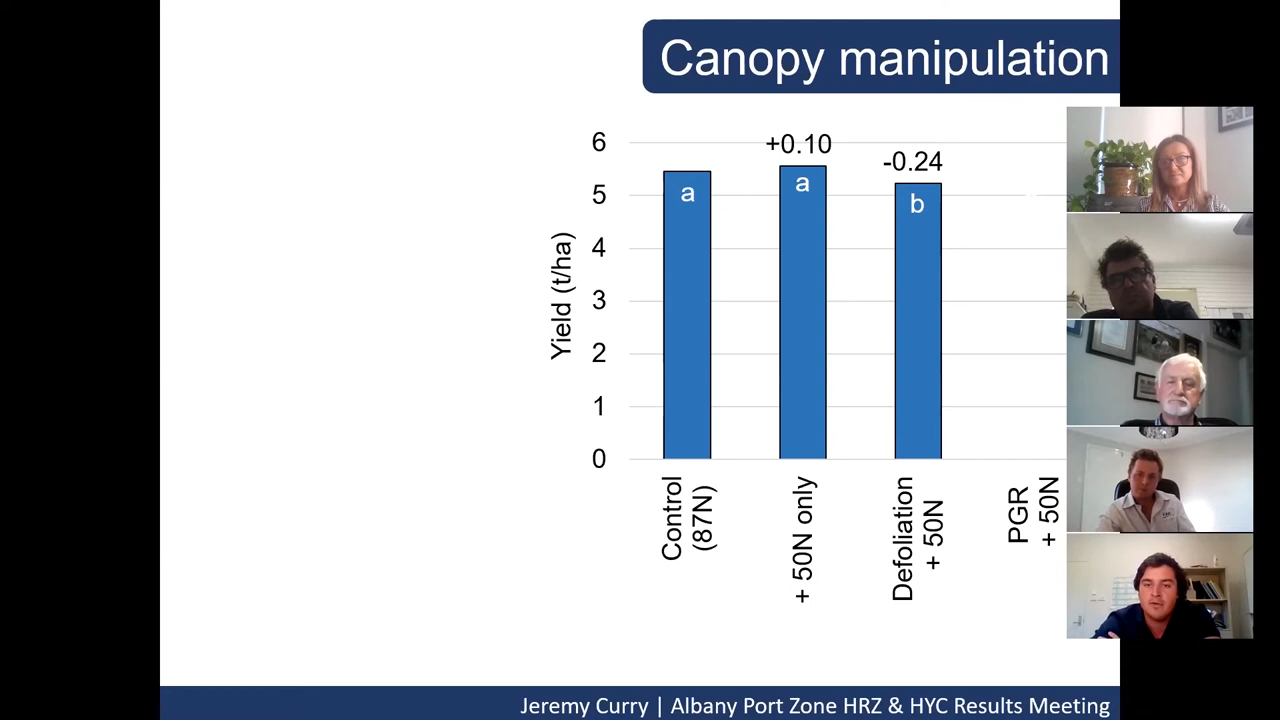 Canopy manipulation
6
5
4
3
2
1
0
Yield (t/ha)
+0.10
-0.24
a
a
b
Control
(87N)
+ 50N only
Defoliation
+ 50N
PGR
+ 50N
Jeremy Curry | Albany Port Zone HRZ & HYC Results Meeting